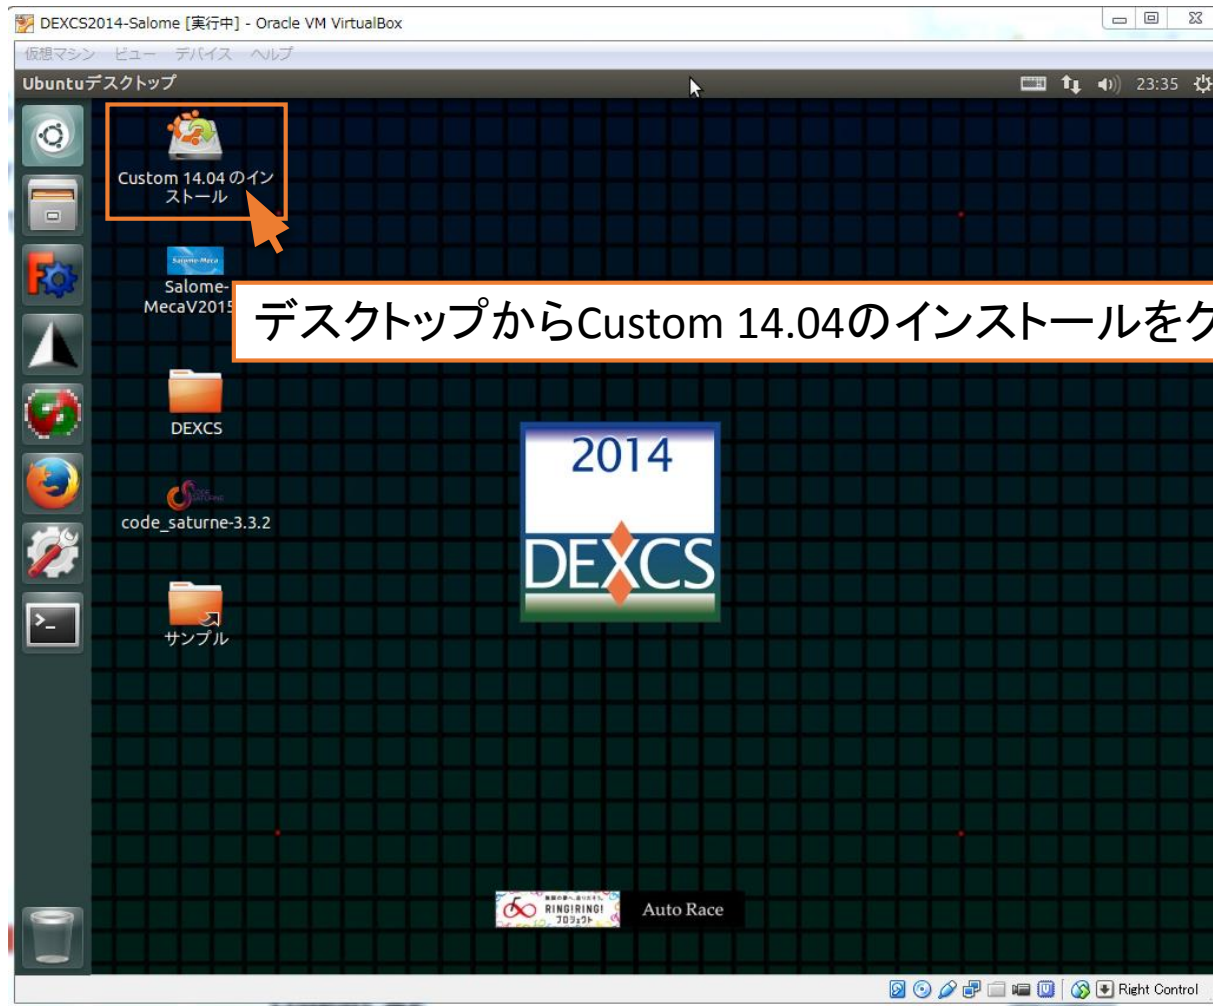 DEXCS2014-Salome [実行中] - Oracle VM VirtualBox
仮想マシン ビュー デバイス ヘルプ
Ubuntuデスクトップ
23:35
Custom 14.04 のイン
ストール
Salome-Meca
Salome-
MecaV2015
デスクトップからCustom 14.04のインストールをク
DEXCS
2014
DEXCS
code_saturne-3.3.2
サンプル
RING!RING!
プロジェクト
Auto Race
Right Control